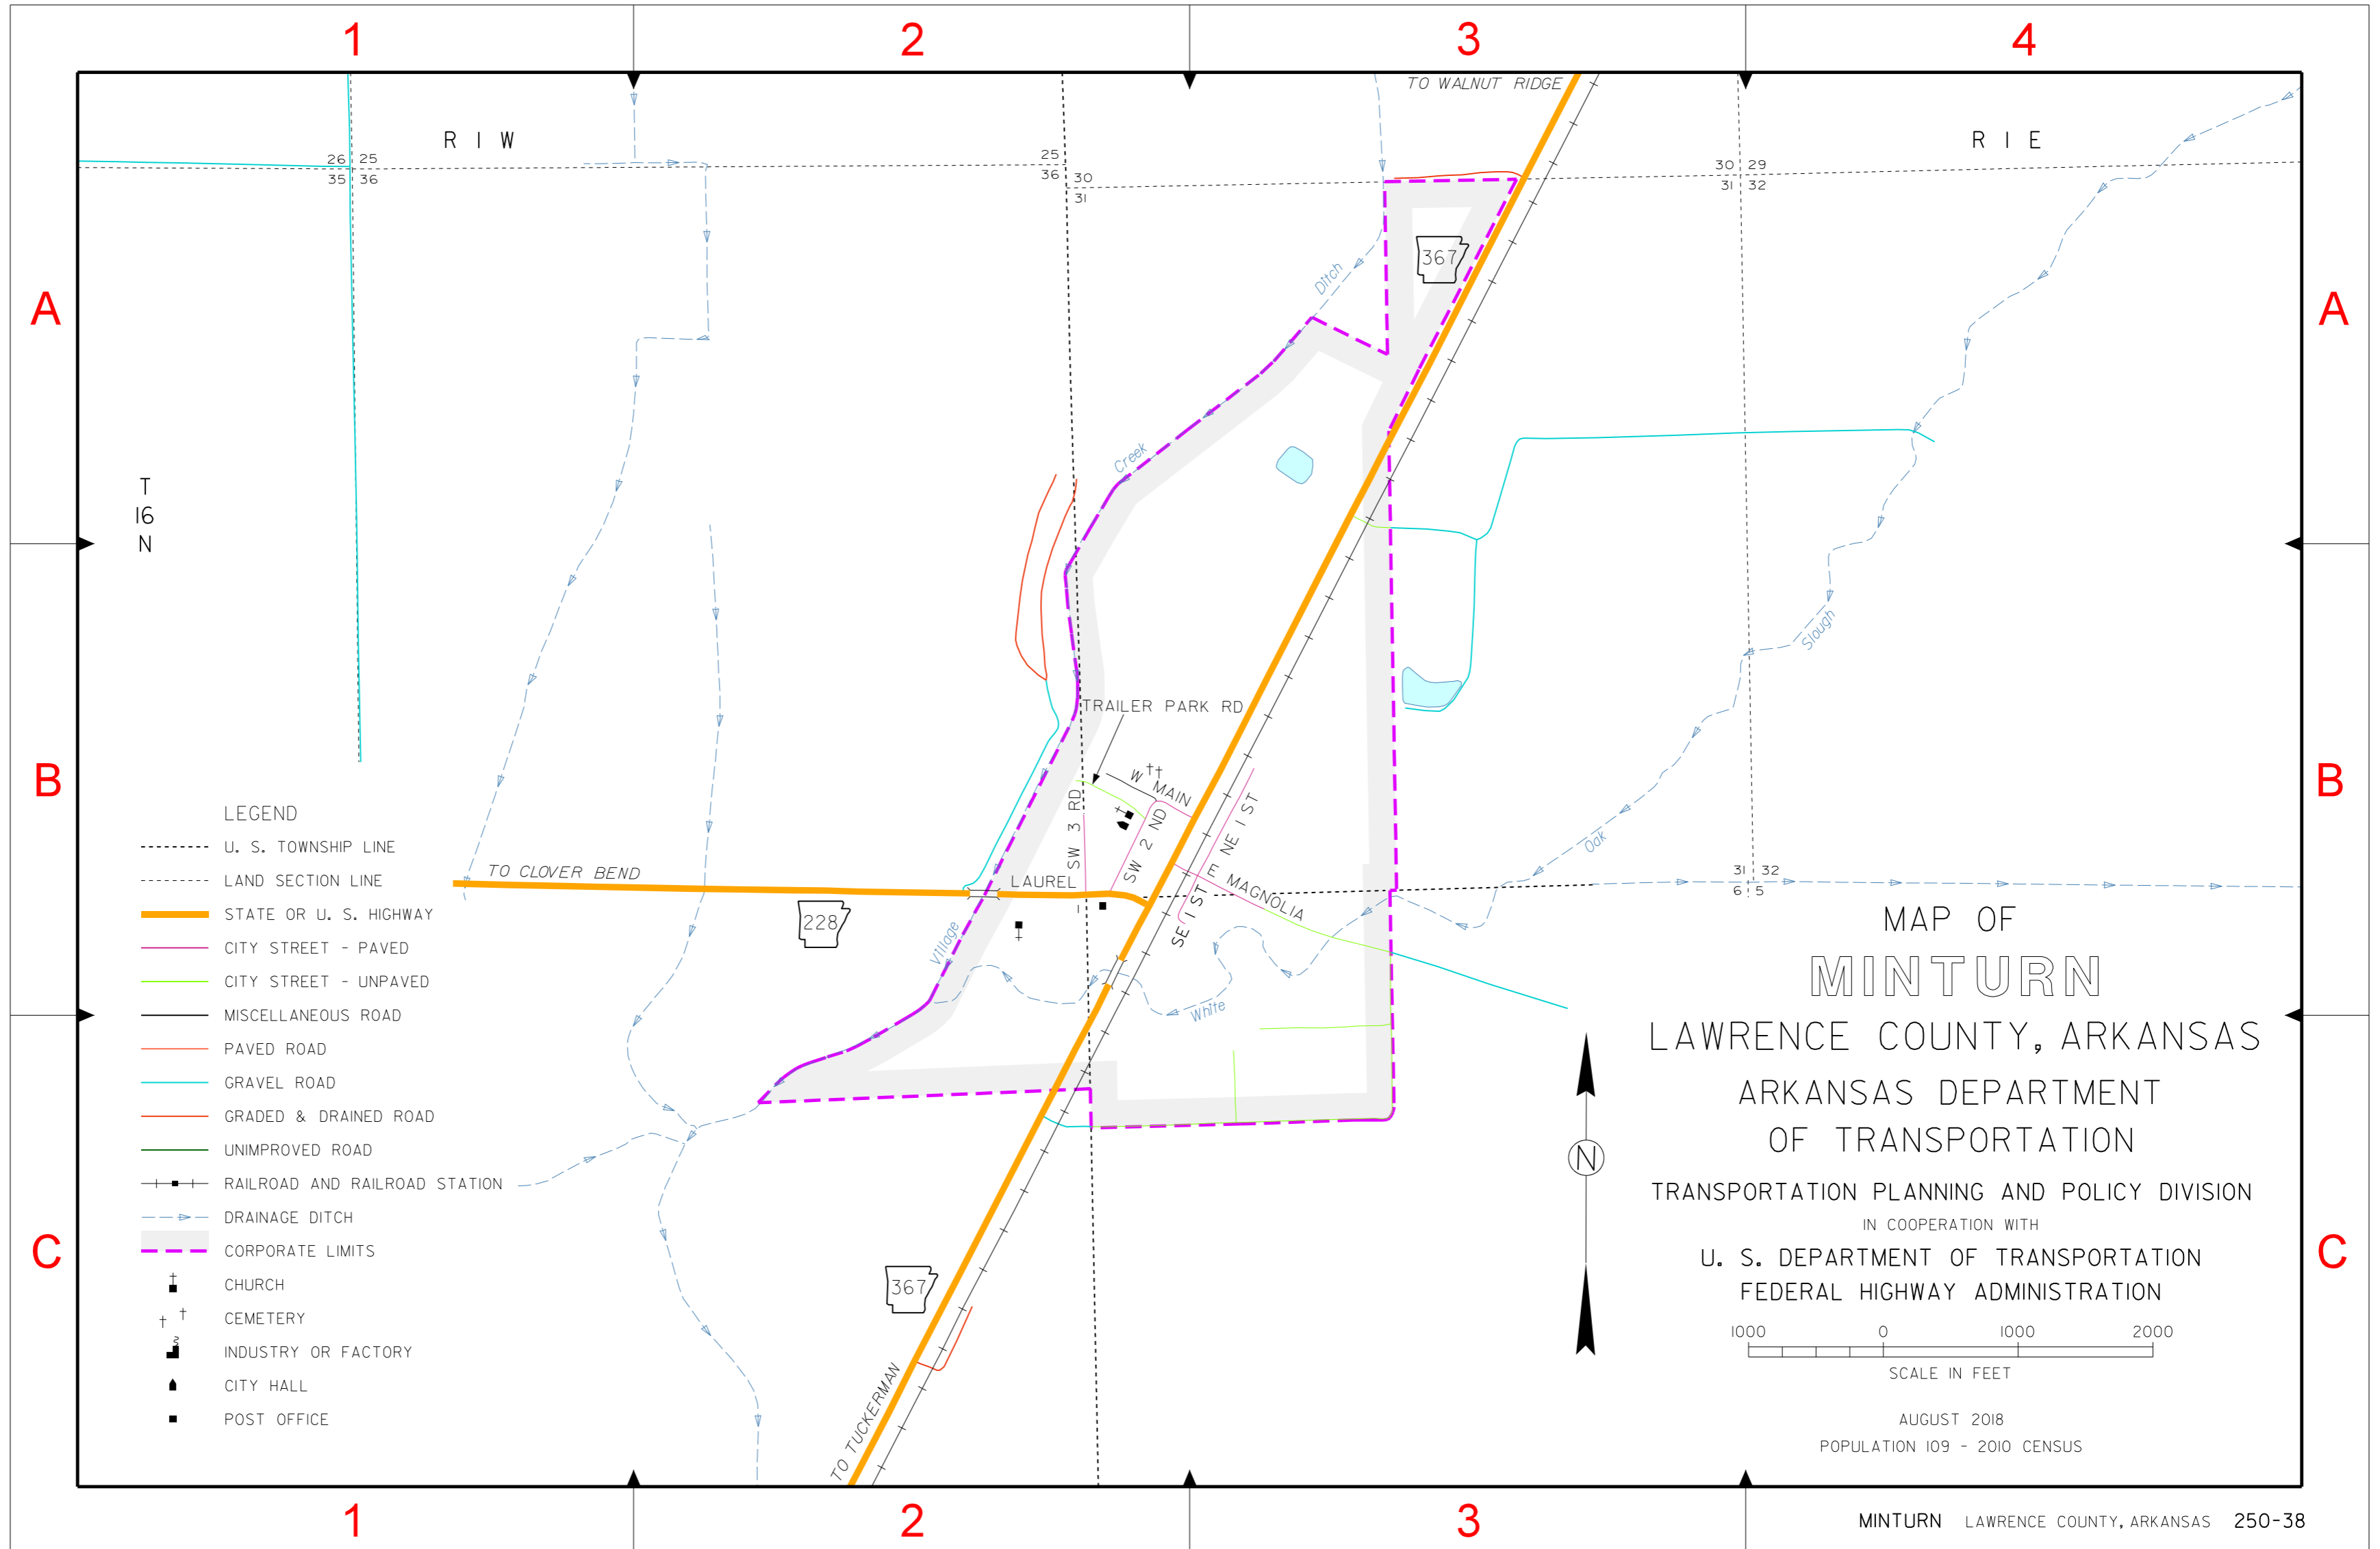 1 2 3 4
TO WALNUT RIDGE
R 1 W
R 1 E
26 25
35 36
25
36 30
31
30 29
31 32
367
A
A
Ditch
Creek
T
16
N
Slough
TRAILER PARK RD
W MAIN
B
B
SW 3 RD
SW 2 ND
NE 1 ST
E MAGNOLIA
SE 1 ST
LAUREL
TO CLOVER BEND
228
Village
White
Oak
31 32
6 5
LEGEND
U. S. TOWNSHIP LINE
LAND SECTION LINE
STATE OR U. S. HIGHWAY
CITY STREET - PAVED
CITY STREET - UNPAVED
MISCELLANEOUS ROAD
PAVED ROAD
GRAVEL ROAD
GRADED & DRAINED ROAD
UNIMPROVED ROAD
RAILROAD AND RAILROAD STATION
DRAINAGE DITCH
CORPORATE LIMITS
CHURCH
CEMETERY
INDUSTRY OR FACTORY
CITY HALL
POST OFFICE
MAP OF
MINTURN
LAWRENCE COUNTY, ARKANSAS
ARKANSAS DEPARTMENT
OF TRANSPORTATION
TRANSPORTATION PLANNING AND POLICY DIVISION
IN COOPERATION WITH
U. S. DEPARTMENT OF TRANSPORTATION
FEDERAL HIGHWAY ADMINISTRATION
N
1000 0 1000 2000
SCALE IN FEET
AUGUST 2018
POPULATION 109 - 2010 CENSUS
C
C
367
TO TUCKERMAN
1 2 3
MINTURN LAWRENCE COUNTY, ARKANSAS 250-38